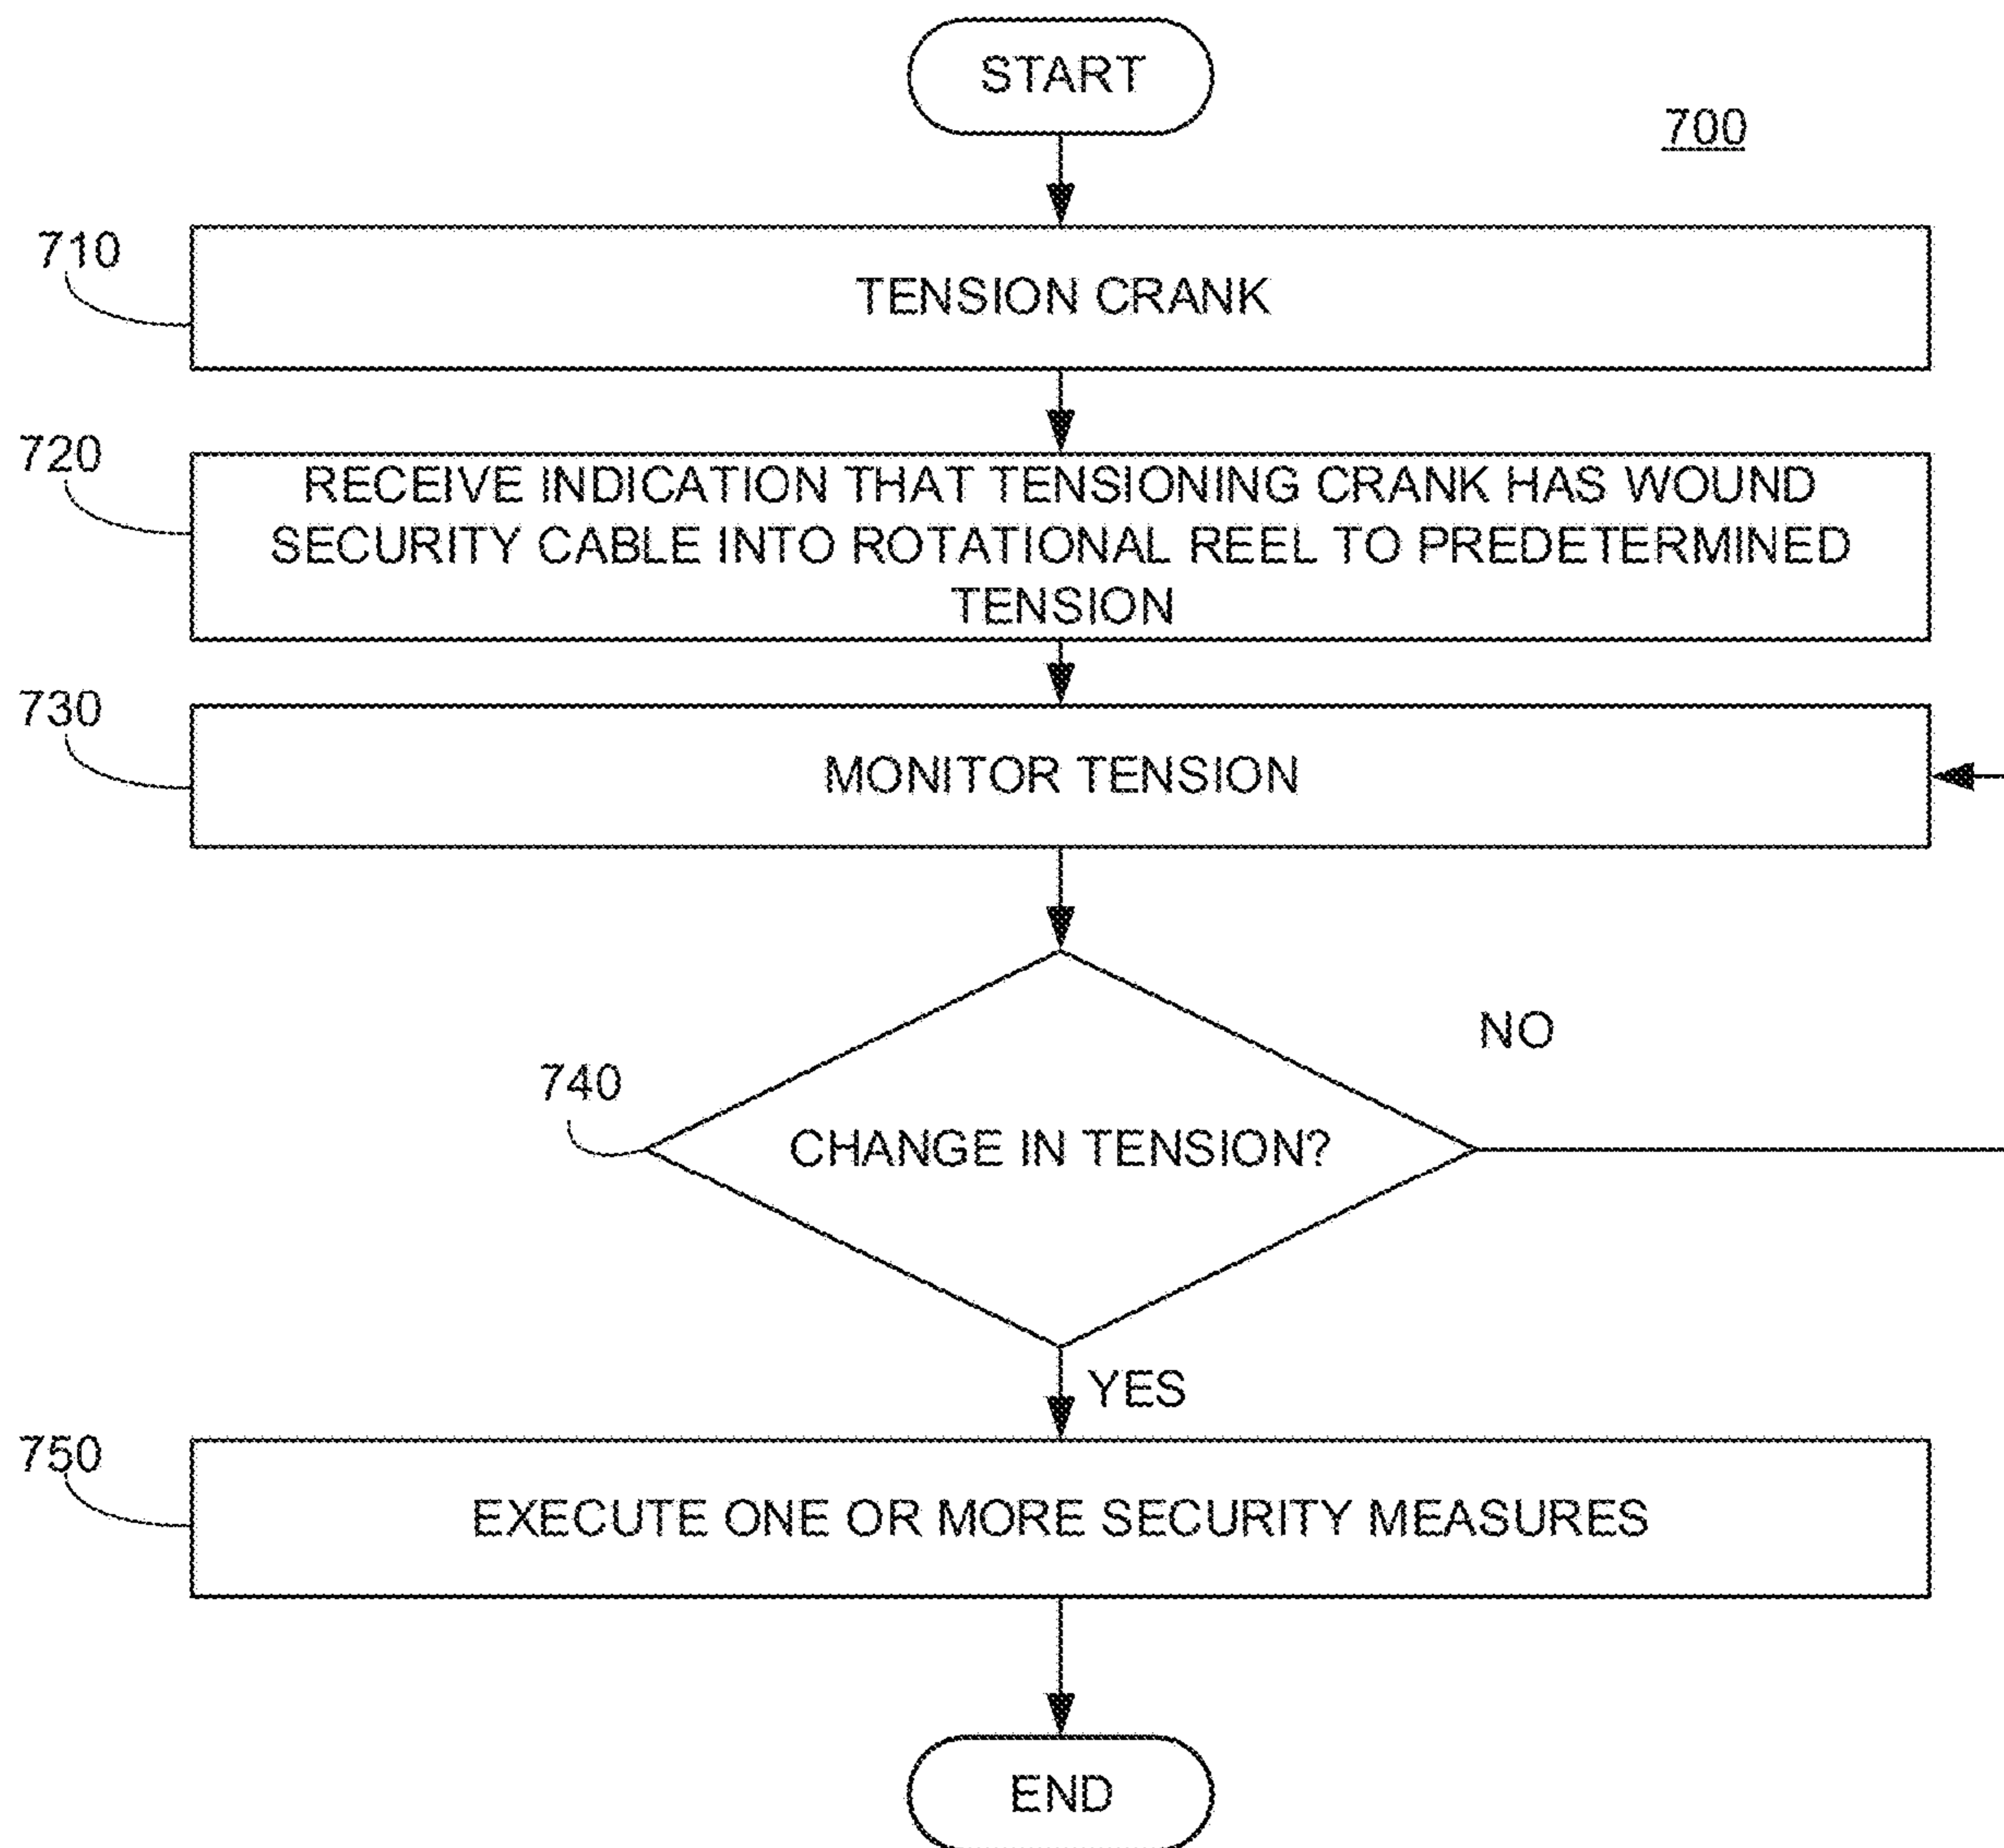 START
700
710
TENSION CRANK
720
RECEIVE INDICATION THAT TENSIONING CRANK HAS WOUND
SECURITY CABLE INTO ROTATIONAL REEL TO PREDETERMINED
TENSION
730
MONITOR TENSION
NO
740
CHANGE IN TENSION?
YES
750
EXECUTE ONE OR MORE SECURITY MEASURES
END